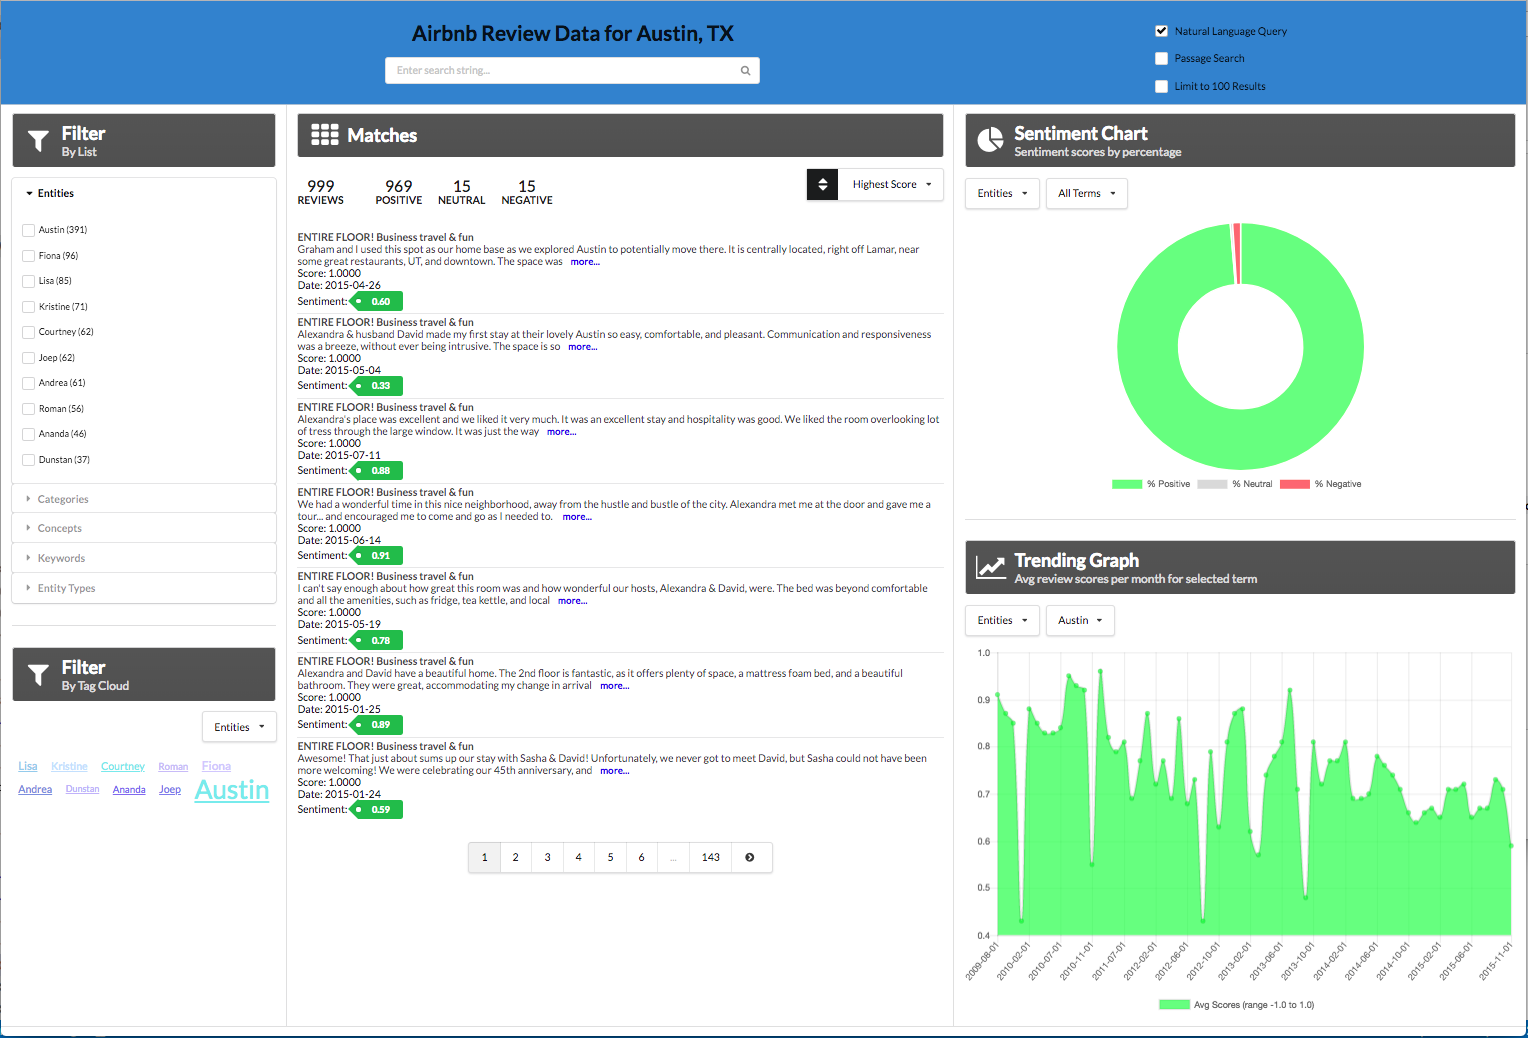 Airbnb Review Data for Austin, TX
Enter search string...
Natural Language Query
Passage Search
Limit to 100 Results
Filter
By List
Entities
Austin (391)
Fiona (96)
Lisa (85)
Kristine (71)
Courtney (62)
Joep (62)
Andrea (61)
Roman (56)
Ananda (46)
Dunstan (37)
Categories
Concepts
Keywords
Entity Types
Filter
By Tag Cloud
Entities
Lisa Kristine Courtney Roman Fiona
Andrea Dunstan Ananda Joep Austin
Matches
999 969 15 15
REVIEWS POSITIVE NEUTRAL NEGATIVE
Highest Score
ENTIRE FLOOR! Business travel & fun
Graham and I used this spot as our home base as we explored Austin to potentially move there. It is centrally located, right off Lamar, near
some great restaurants, UT, and downtown. The space was more...
Score: 1.0000
Date: 2015-04-26
Sentiment: 0.60
ENTIRE FLOOR! Business travel & fun
Alexandra & husband David made my first stay at their lovely Austin so easy, comfortable, and pleasant. Communication and responsiveness
was a breeze, without ever being intrusive. The space is so more...
Score: 1.0000
Date: 2015-05-04
Sentiment: 0.33
ENTIRE FLOOR! Business travel & fun
Alexandra's place was excellent and we liked it very much. It was an excellent stay and hospitality was good. We liked the room overlooking lot
of tress through the large window. It was just the way more...
Score: 1.0000
Date: 2015-07-11
Sentiment: 0.88
ENTIRE FLOOR! Business travel & fun
We had a wonderful time in this nice neighborhood, away from the hustle and bustle of the city. Alexandra met me at the door and gave me a
tour... and encouraged me to come and go as I needed to. more...
Score: 1.0000
Date: 2015-06-14
Sentiment: 0.91
ENTIRE FLOOR! Business travel & fun
I can't say enough about how great this room was and how wonderful our hosts, Alexandra & David, were. The bed was beyond comfortable
and all the amenities, such as fridge, tea kettle, and local more...
Score: 1.0000
Date: 2015-05-19
Sentiment: 0.78
ENTIRE FLOOR! Business travel & fun
Alexandra and David have a beautiful home. The 2nd floor is fantastic, as it offers plenty of space, a mattress foam bed, and a beautiful
bathroom. They were great, accommodating my change in arrival more...
Score: 1.0000
Date: 2015-01-25
Sentiment: 0.89
ENTIRE FLOOR! Business travel & fun
Awesome! That just about sums up our stay with Sasha & David! Unfortunately, we never got to meet David, but Sasha could not have been
more welcoming! We were celebrating our 45th anniversary, and more...
Score: 1.0000
Date: 2015-01-24
Sentiment: 0.59
1 2 3 4 5 6 ... 143
Sentiment Chart
Sentiment scores by percentage
Entities All Terms
% Positive % Neutral % Negative
Trending Graph
Avg review scores per month for selected term
Entities Austin
1.0
0.9
0.8
0.7
0.6
0.5
0.4
2009-08-01 2010-02-01 2010-07-01 2010-11-01 2011-07-01 2012-02-01 2012-06-01 2012-10-01 2013-02-01 2013-06-01 2013-10-01 2014-02-01 2014-06-01 2014-10-01 2015-02-01 2015-06-01 2015-11-01
Avg Scores (range -1.0 to 1.0)